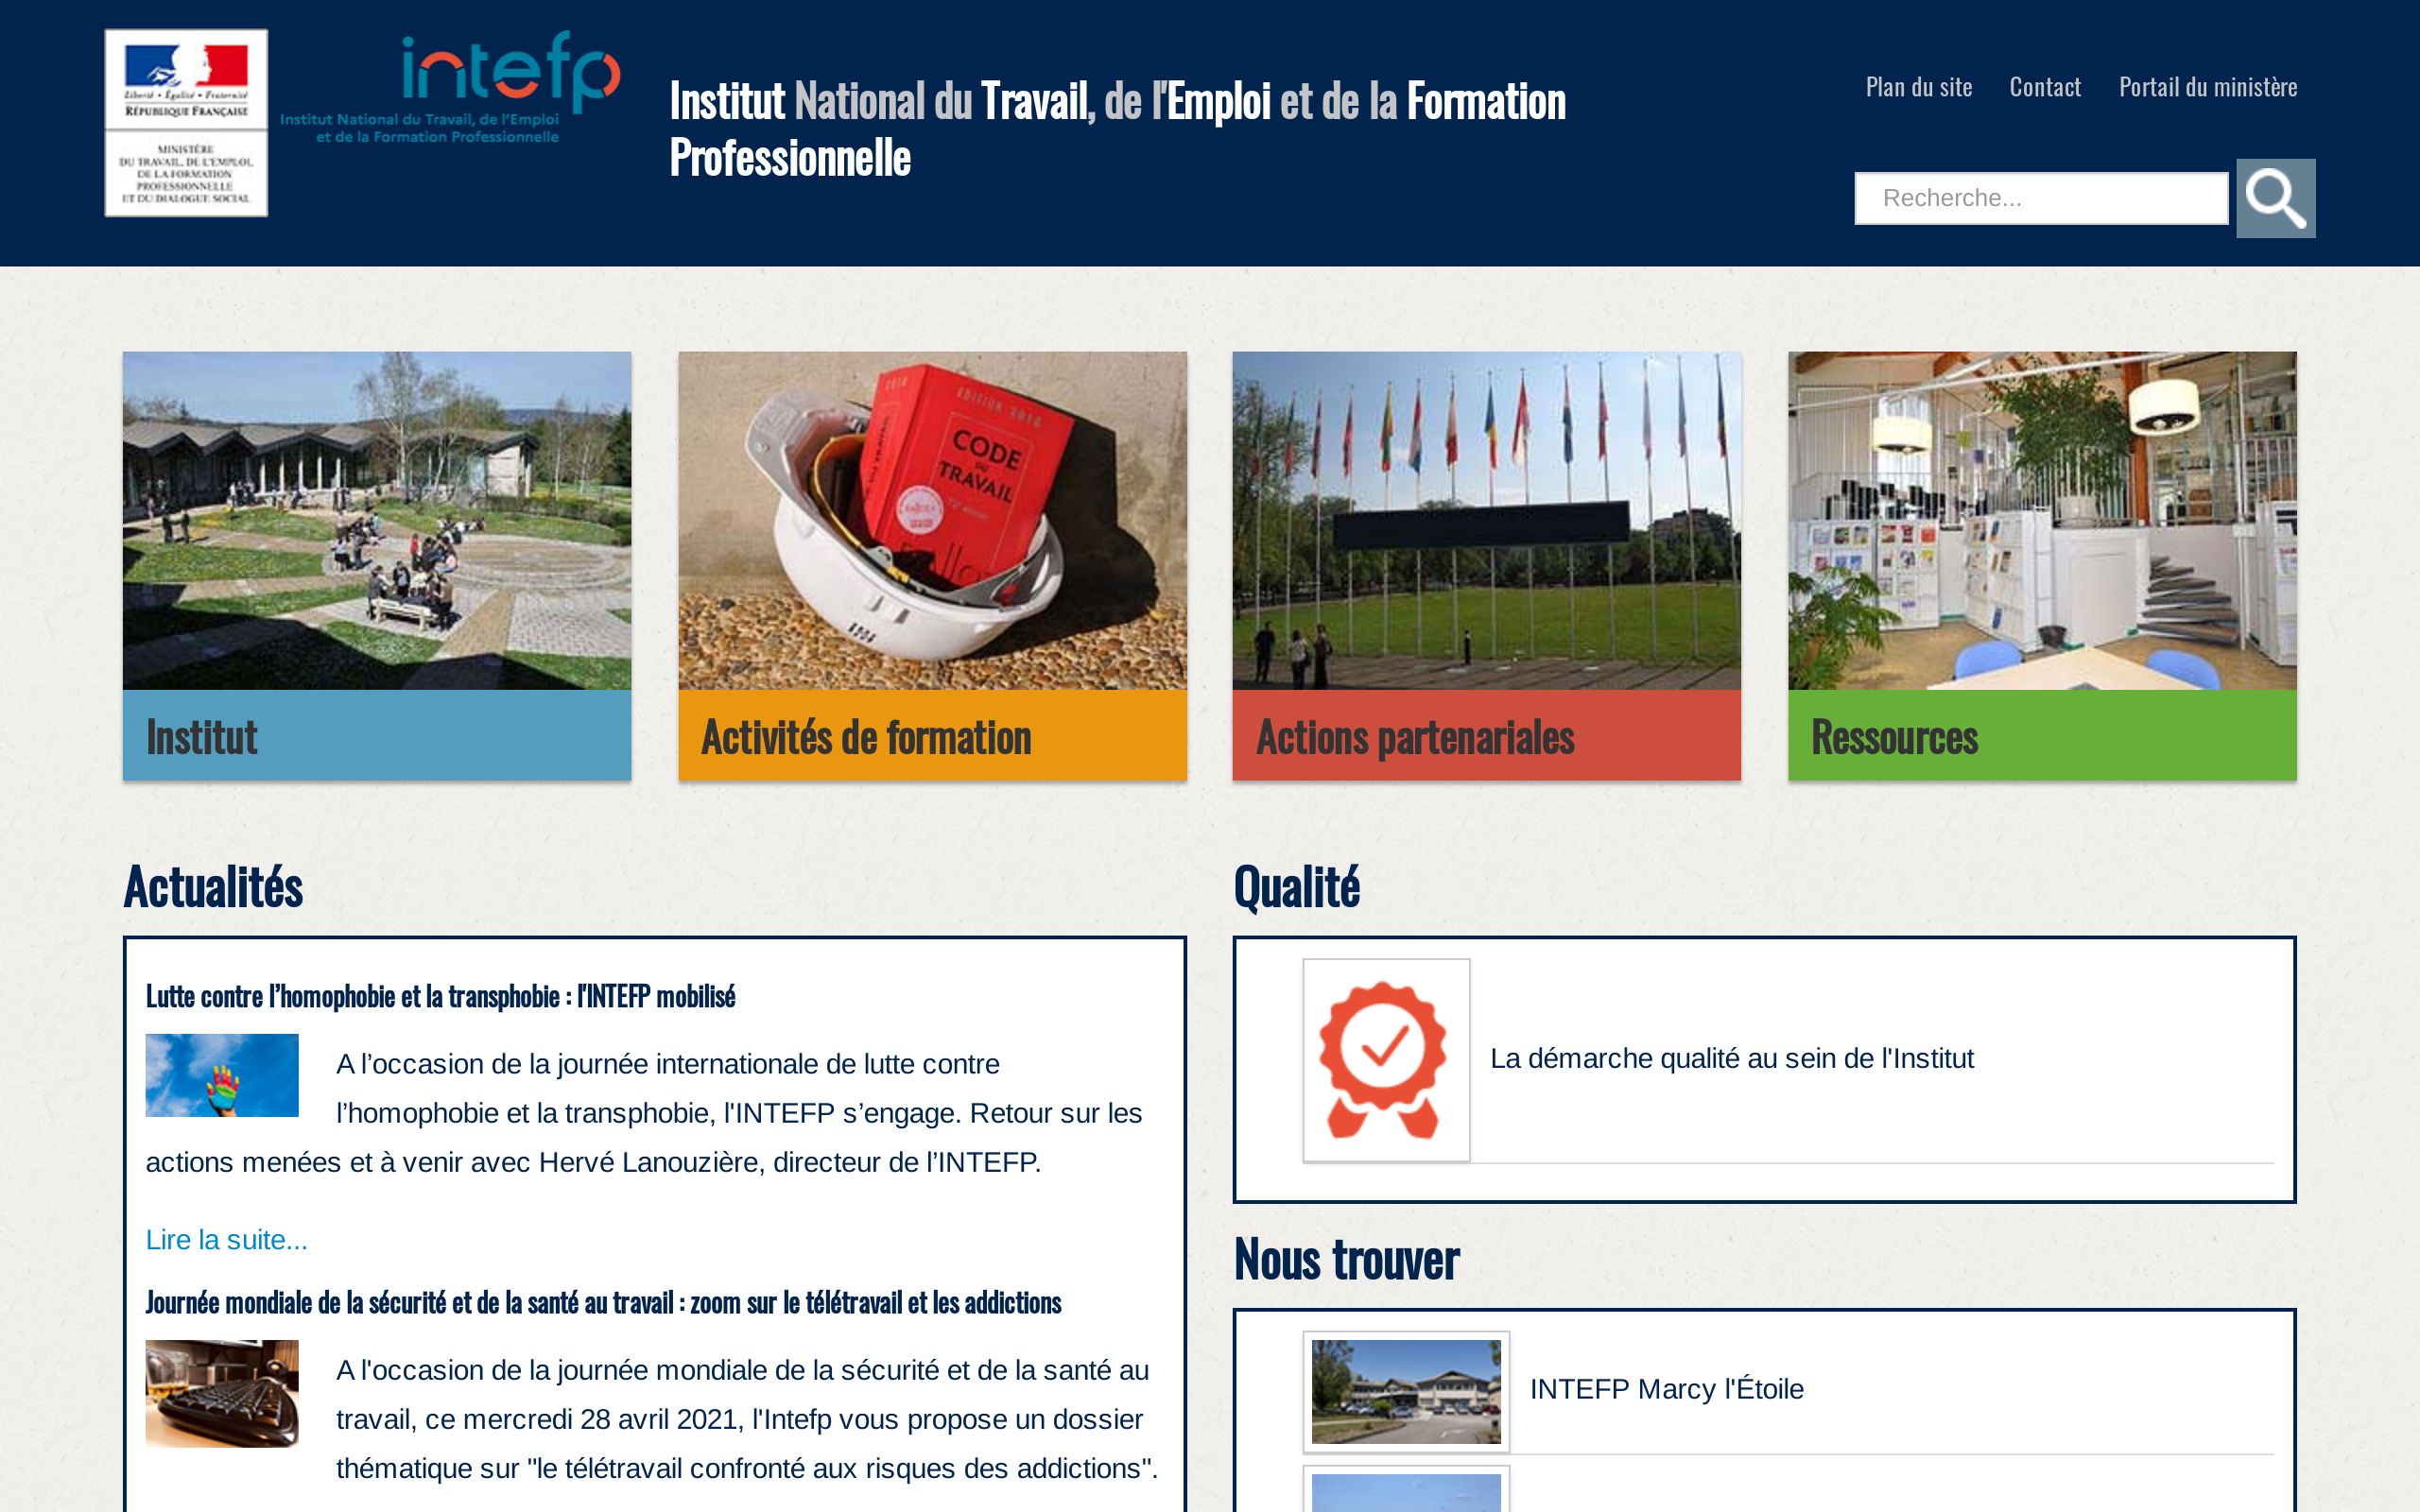 Liberté • Égalité • Fraternité
RÉPUBLIQUE FRANÇAISE
MINISTÈRE
DU TRAVAIL, DE L'EMPLOI,
DE LA FORMATION
PROFESSIONNELLE
ET DU DIALOGUE SOCIAL
intefp
Institut National du Travail, de l'Emploi
et de la Formation Professionnelle
Institut National du Travail, de l'Emploi et de la Formation
Professionnelle
Plan du site Contact Portail du ministère
Recherche...
2010
EDITION 2010
CODE
DU
TRAVAIL
Institut
Activités de formation
Actions partenariales
Ressources
Actualités
Lutte contre l’homophobie et la transphobie : l'INTEFP mobilisé
A l’occasion de la journée internationale de lutte contre
l’homophobie et la transphobie, l'INTEFP s’engage. Retour sur les
actions menées et à venir avec Hervé Lanouzière, directeur de l’INTEFP.
Lire la suite...
Journée mondiale de la sécurité et de la santé au travail : zoom sur le télétravail et les addictions
A l'occasion de la journée mondiale de la sécurité et de la santé au
travail, ce mercredi 28 avril 2021, l'Intefp vous propose un dossier
thématique sur "le télétravail confronté aux risques des addictions".
Qualité
La démarche qualité au sein de l'Institut
Nous trouver
INTEFP Marcy l'Étoile